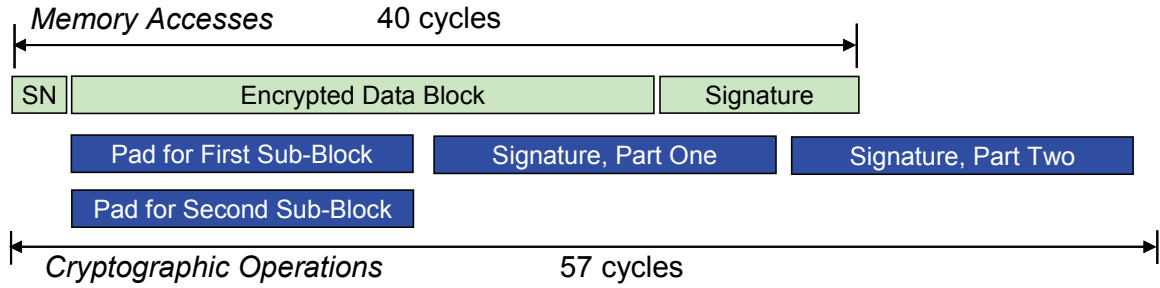 Memory Accesses 40 cycles
SN Encrypted Data Block Signature
Pad for First Sub-Block Signature, Part One Signature, Part Two
Pad for Second Sub-Block
Cryptographic Operations 57 cycles